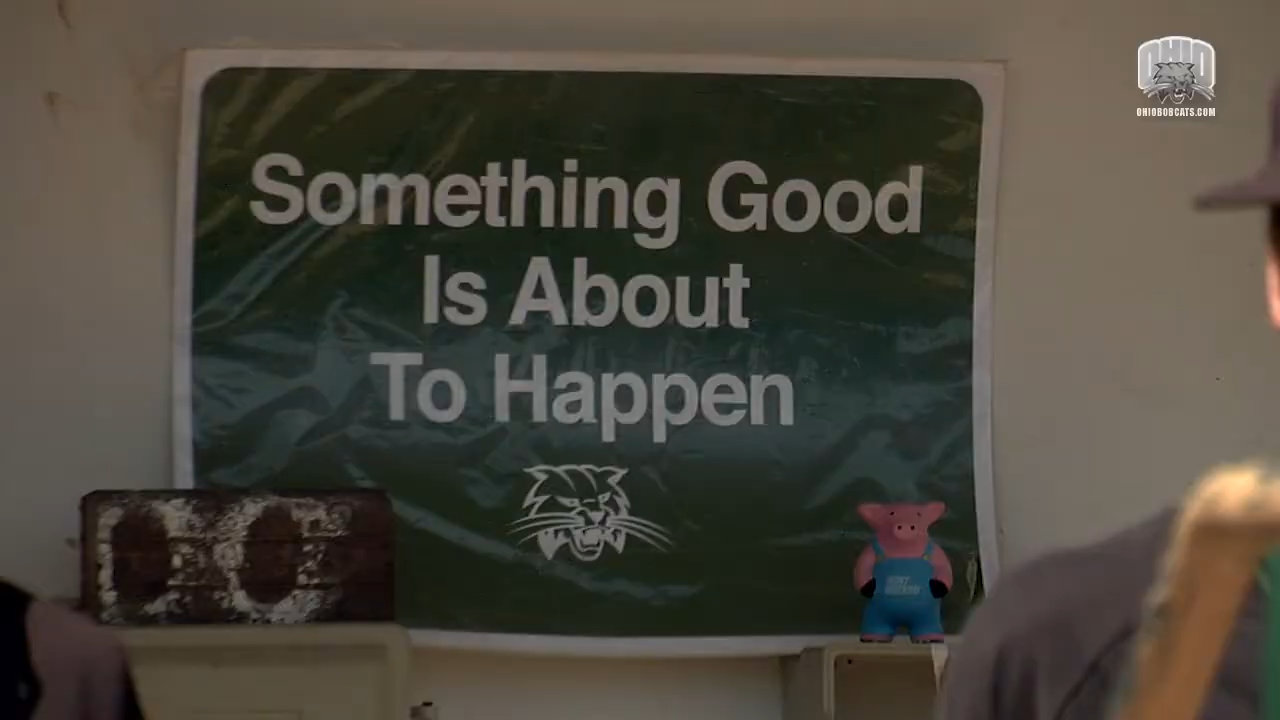 OHIO
OHIOBOBCATS.COM
Something Good
Is About
To Happen